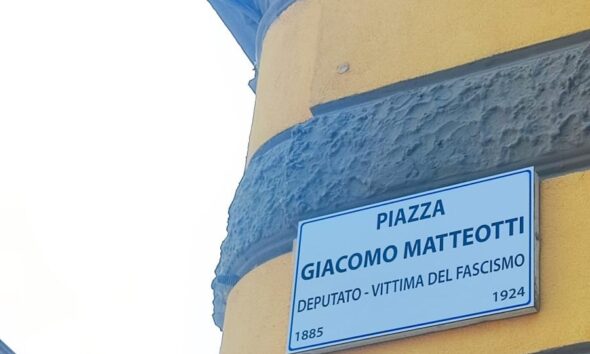 PIAZZA
GIACOMO MATTEOTTI
DEPUTATO - VITTIMA DEL FASCISMO
1885 1924